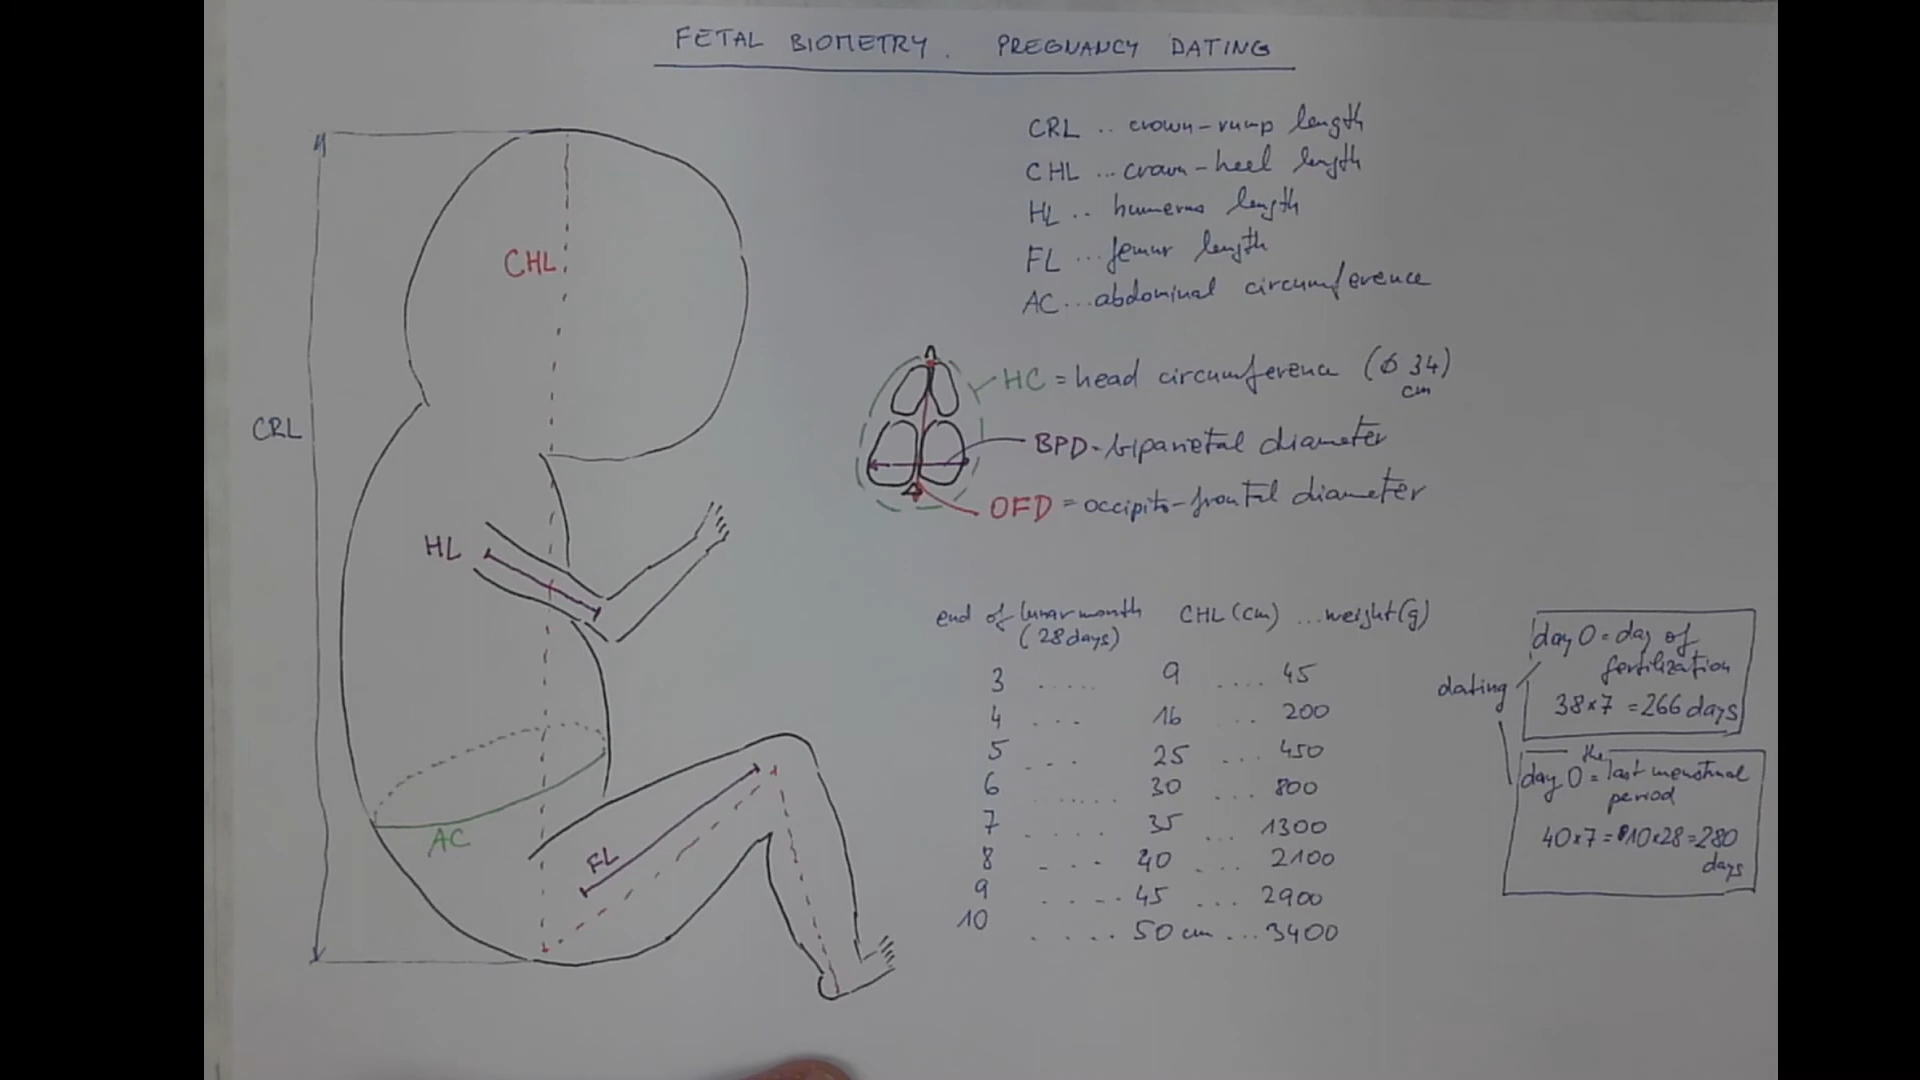 FETAL BIOMETRY. PREGNANCY DATING
CRL .. crown-rump length
CHL ... crown-heel length
HL .. humerus length
FL ... femur length
AC ... abdominal circumference
CHL
CRL
HL
AC
FL
HC = head circumference (ϕ 34)
cm
BPD - biparietal diameter
OFD = occipito-frontal diameter
end of lunar month CHL (cm) ... weight (g)
(28 days)
3 ..... 9 .... 45
4 ... 16 ... 200
5 ... 25 ... 450
6 ...... 30 ... 800
7 .... 35 ... 1300
8 ... 40 ... 2100
9 ..... 45 ... 2900
10 .... 50 cm ... 3400
dating
day 0 = day of
fertilization
38 × 7 = 266 days
day 0 = the last menstrual
period
40 × 7 = 10 × 28 = 280
days